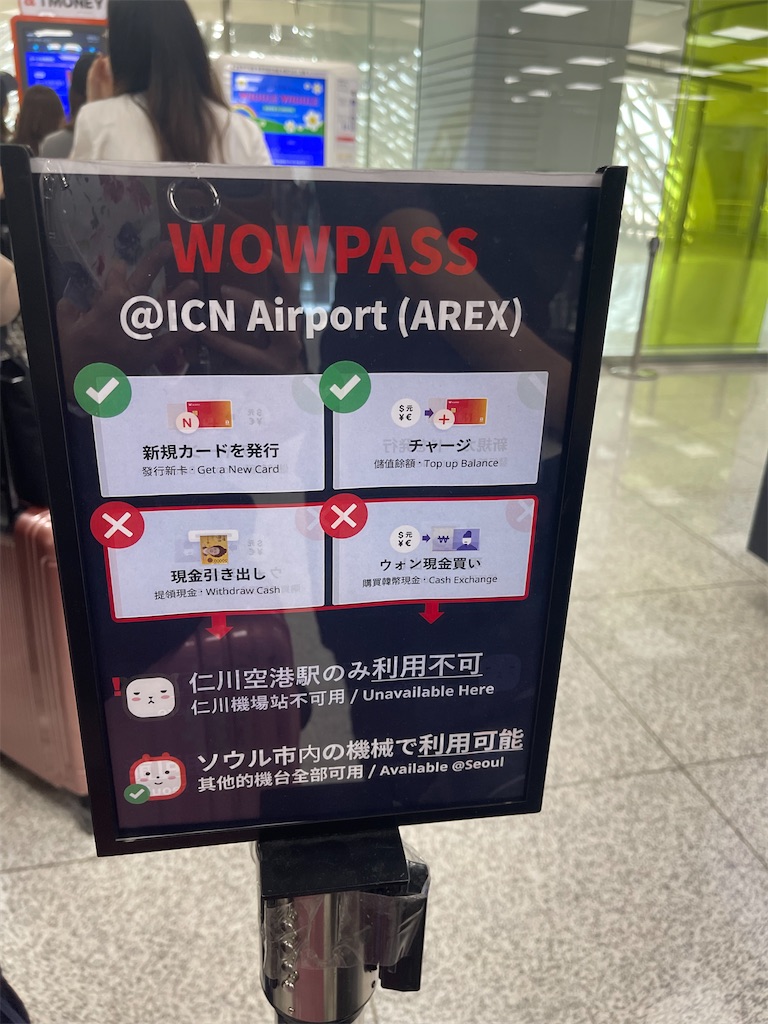 & TMONEY
WOWPASS
@ICN Airport (AREX)
N
新規カードを発行
發行新卡・Get a New Card
$元
¥€
+
チャージ
儲值餘額・Top up Balance
現金引き出し
提領現金・Withdraw Cash
$元
¥€
₩
ウォン現金買い
購買韓幣現金・Cash Exchange
!
仁川空港駅のみ利用不可
仁川機場站不可用 / Unavailable Here
ソウル市内の機械で利用可能
其他的機台全部可用 / Available @Seoul